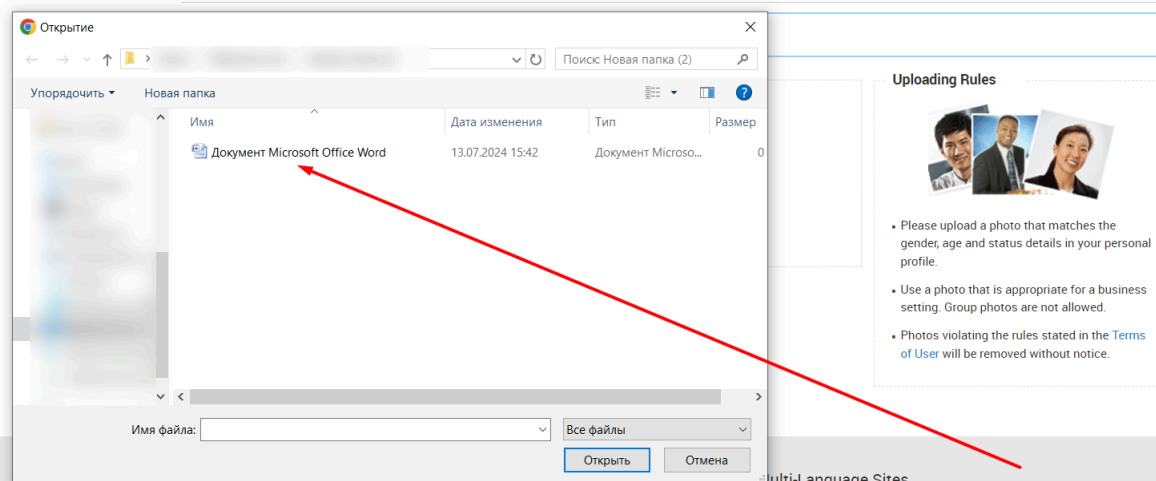 Открытие
Поиск: Новая папка (2)
Упорядочить
Новая папка
Имя
Дата изменения
Тип
Размер
Документ Microsoft Office Word
13.07.2024 15:42
Документ Microso...
0
Имя файла:
Все файлы
Открыть
Отмена
Uploading Rules
Please upload a photo that matches the
gender, age and status details in your personal
profile.
Use a photo that is appropriate for a business
setting. Group photos are not allowed.
Photos violating the rules stated in the Terms
of User will be removed without notice.
Multi-Language Sites